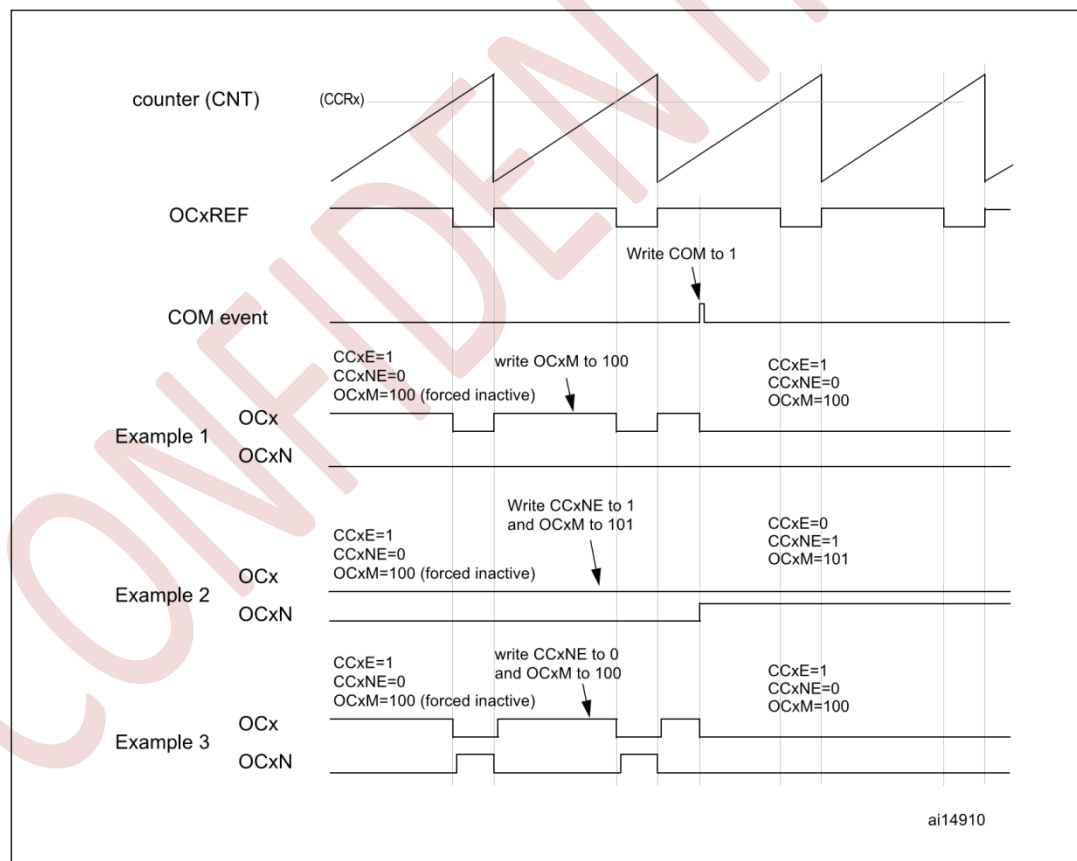 CONFIDENT
counter (CNT)
(CCRx)
OCxREF
Write COM to 1
COM event
CCxE=1
CCxNE=0
OCxM=100 (forced inactive)
write OCxM to 100
CCxE=1
CCxNE=0
OCxM=100
Example 1
OCx
OCxN
Write CCxNE to 1
and OCxM to 101
CCxE=1
CCxNE=0
OCxM=100 (forced inactive)
CCxE=0
CCxNE=1
OCxM=101
Example 2
OCx
OCxN
write CCxNE to 0
and OCxM to 100
CCxE=1
CCxNE=0
OCxM=100 (forced inactive)
CCxE=1
CCxNE=0
OCxM=100
Example 3
OCx
OCxN
ai14910